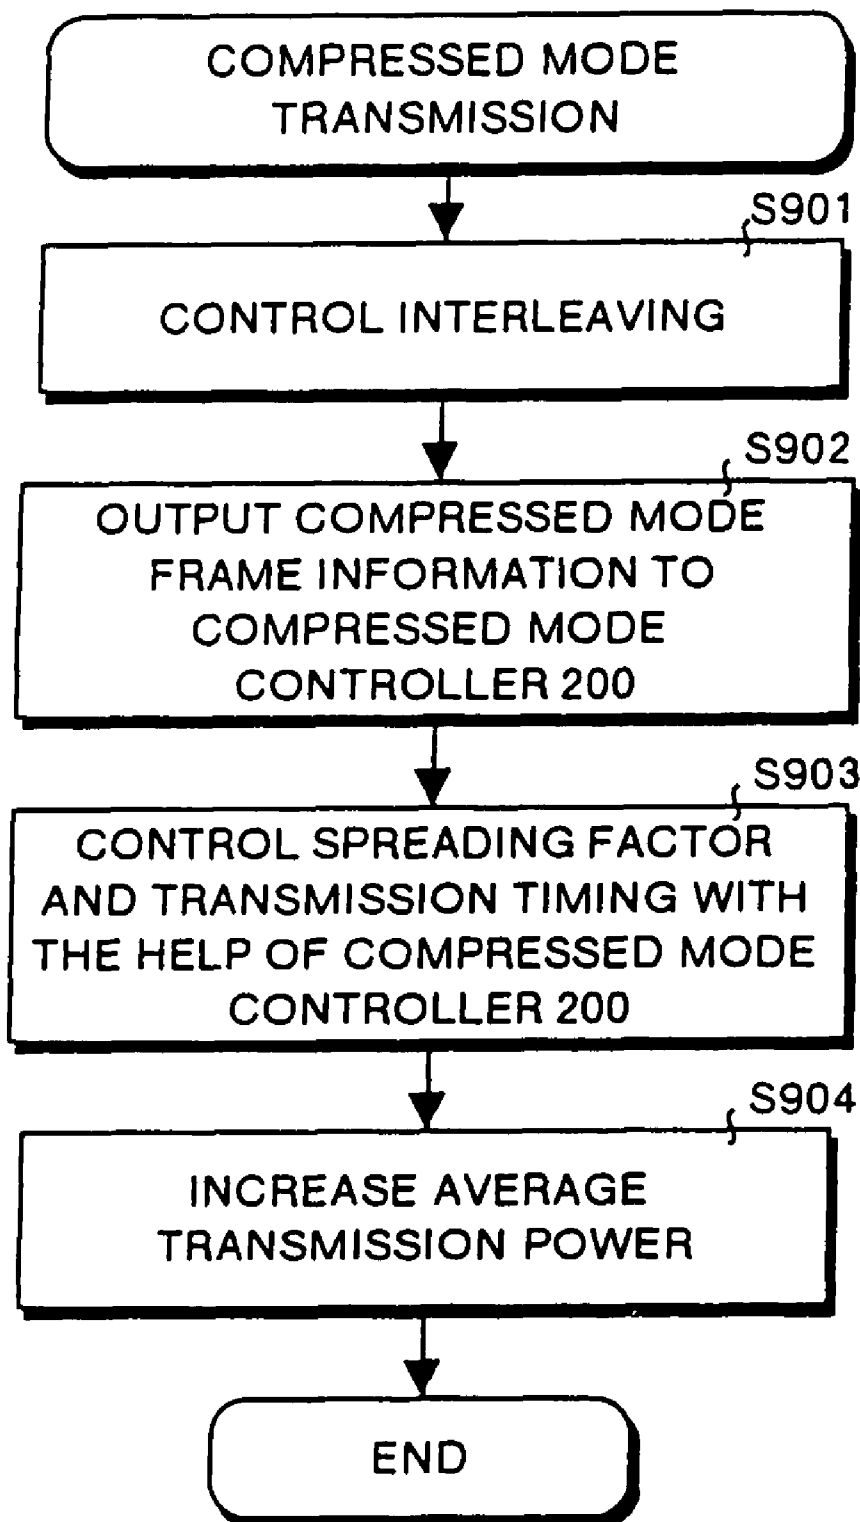 COMPRESSED MODE
TRANSMISSION
S901
CONTROL INTERLEAVING
S902
OUTPUT COMPRESSED MODE
FRAME INFORMATION TO
COMPRESSED MODE
CONTROLLER 200
S903
CONTROL SPREADING FACTOR
AND TRANSMISSION TIMING WITH
THE HELP OF COMPRESSED MODE
CONTROLLER 200
S904
INCREASE AVERAGE
TRANSMISSION POWER
END